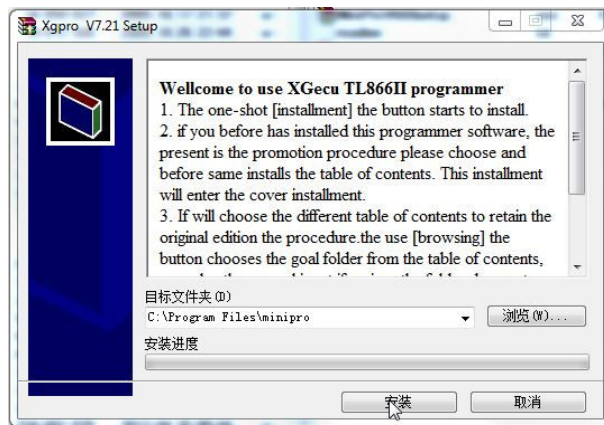 Xgpro V7.21 Setup
Wellcome to use XGecu TL866II programmer
1. The one-shot [installment] the button starts to install.
2. if you before has installed this programmer software, the
present is the promotion procedure please choose and
before same installs the table of contents. This installment
will enter the cover installment.
3. If will choose the different table of contents to retain the
original edition the procedure.the use [browsing] the
button chooses the goal folder from the table of contents,
目标文件夹(D)
C:\Program Files\minipro
浏览(W)...
安装进度
安装
取消